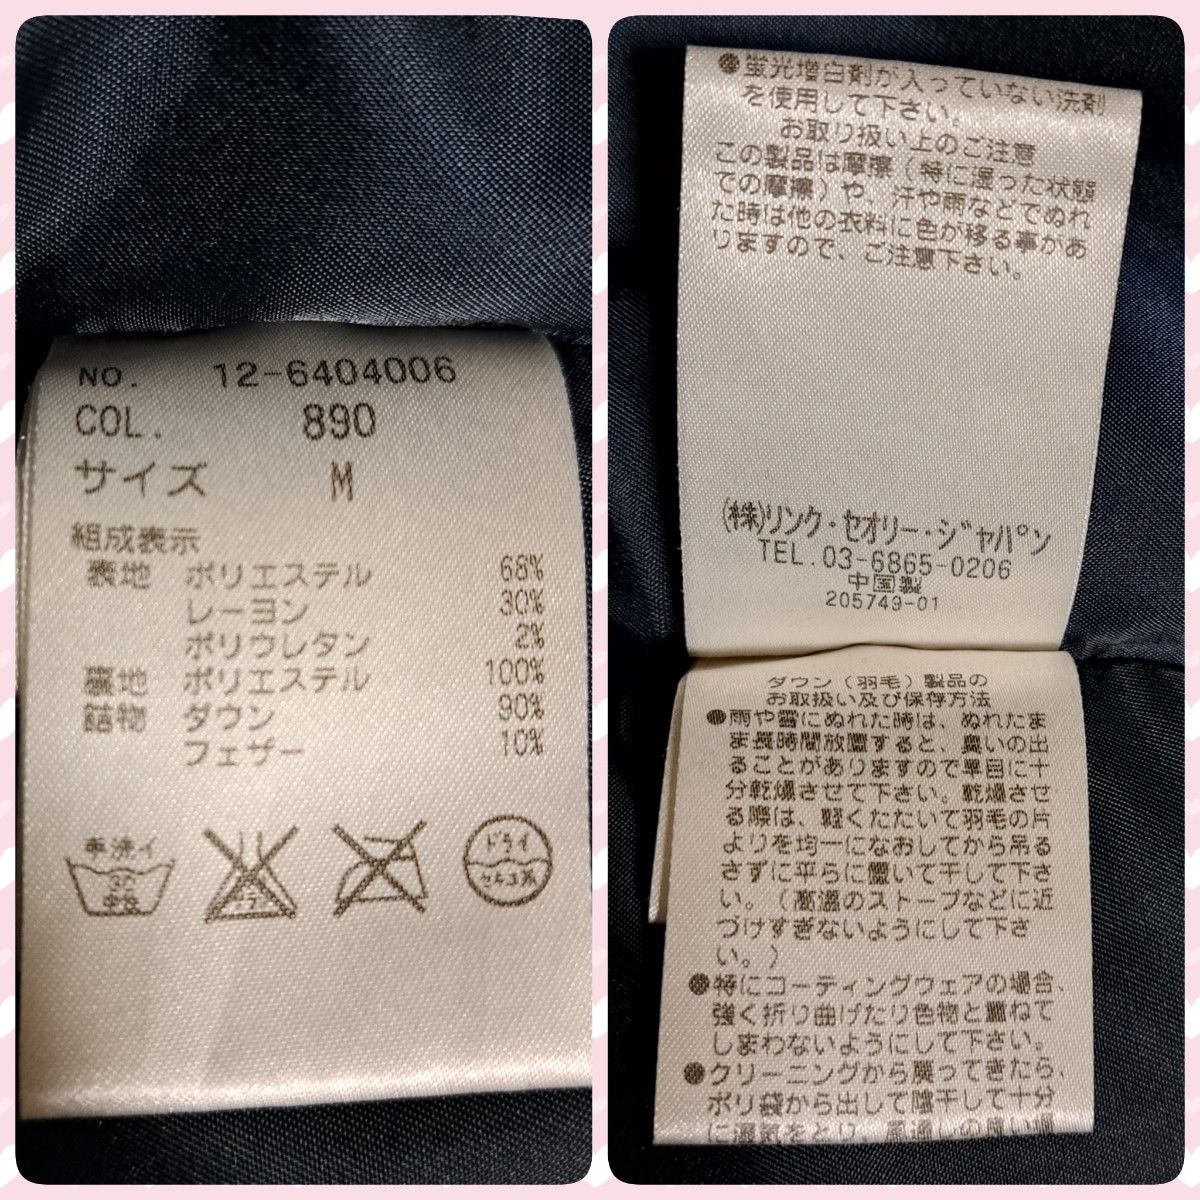 NO. 12-6404006
COL. 890
サイズ M
組成表示
表地 ポリエステル 68%
レーヨン 30%
ポリウレタン 2%
裏地 ポリエステル 100%
詰物 ダウン 90%
フェザー 10%
手洗イ
30
中性
エンソ
サラシ
ドライ
セキユ系
●蛍光増白剤が入っていない洗剤
を使用して下さい。
お取り扱い上のご注意
この製品は摩擦(特に湿った状態
での摩擦)や、汗や雨などでぬれ
た時は他の衣料に色が移る事があ
りますので、ご注意下さい。
(株)リンク・セオリー・ジャパン
TEL.03-6865-0206
中国製
205749-01
ダウン(羽毛)製品の
お取扱い及び保存方法
●雨や雪にぬれた時は、ぬれたま
ま長時間放置すると、臭いの出
ることがありますので早目に十
分乾燥させて下さい。乾燥させ
る際は、軽くたたいて羽毛の片
よりを均一になおしてから吊る
さずに平らに置いて干して下さ
い。(高温のストーブなどに近
づけすぎないようにして下さ
い。)
●特にコーティングウェアの場合、
強く折り曲げたり色物と重ねて
しまわないようにして下さい。
●クリーニングから戻ってきたら、
ポリ袋から出して陰干して十分
に湿気をとり、風通しの